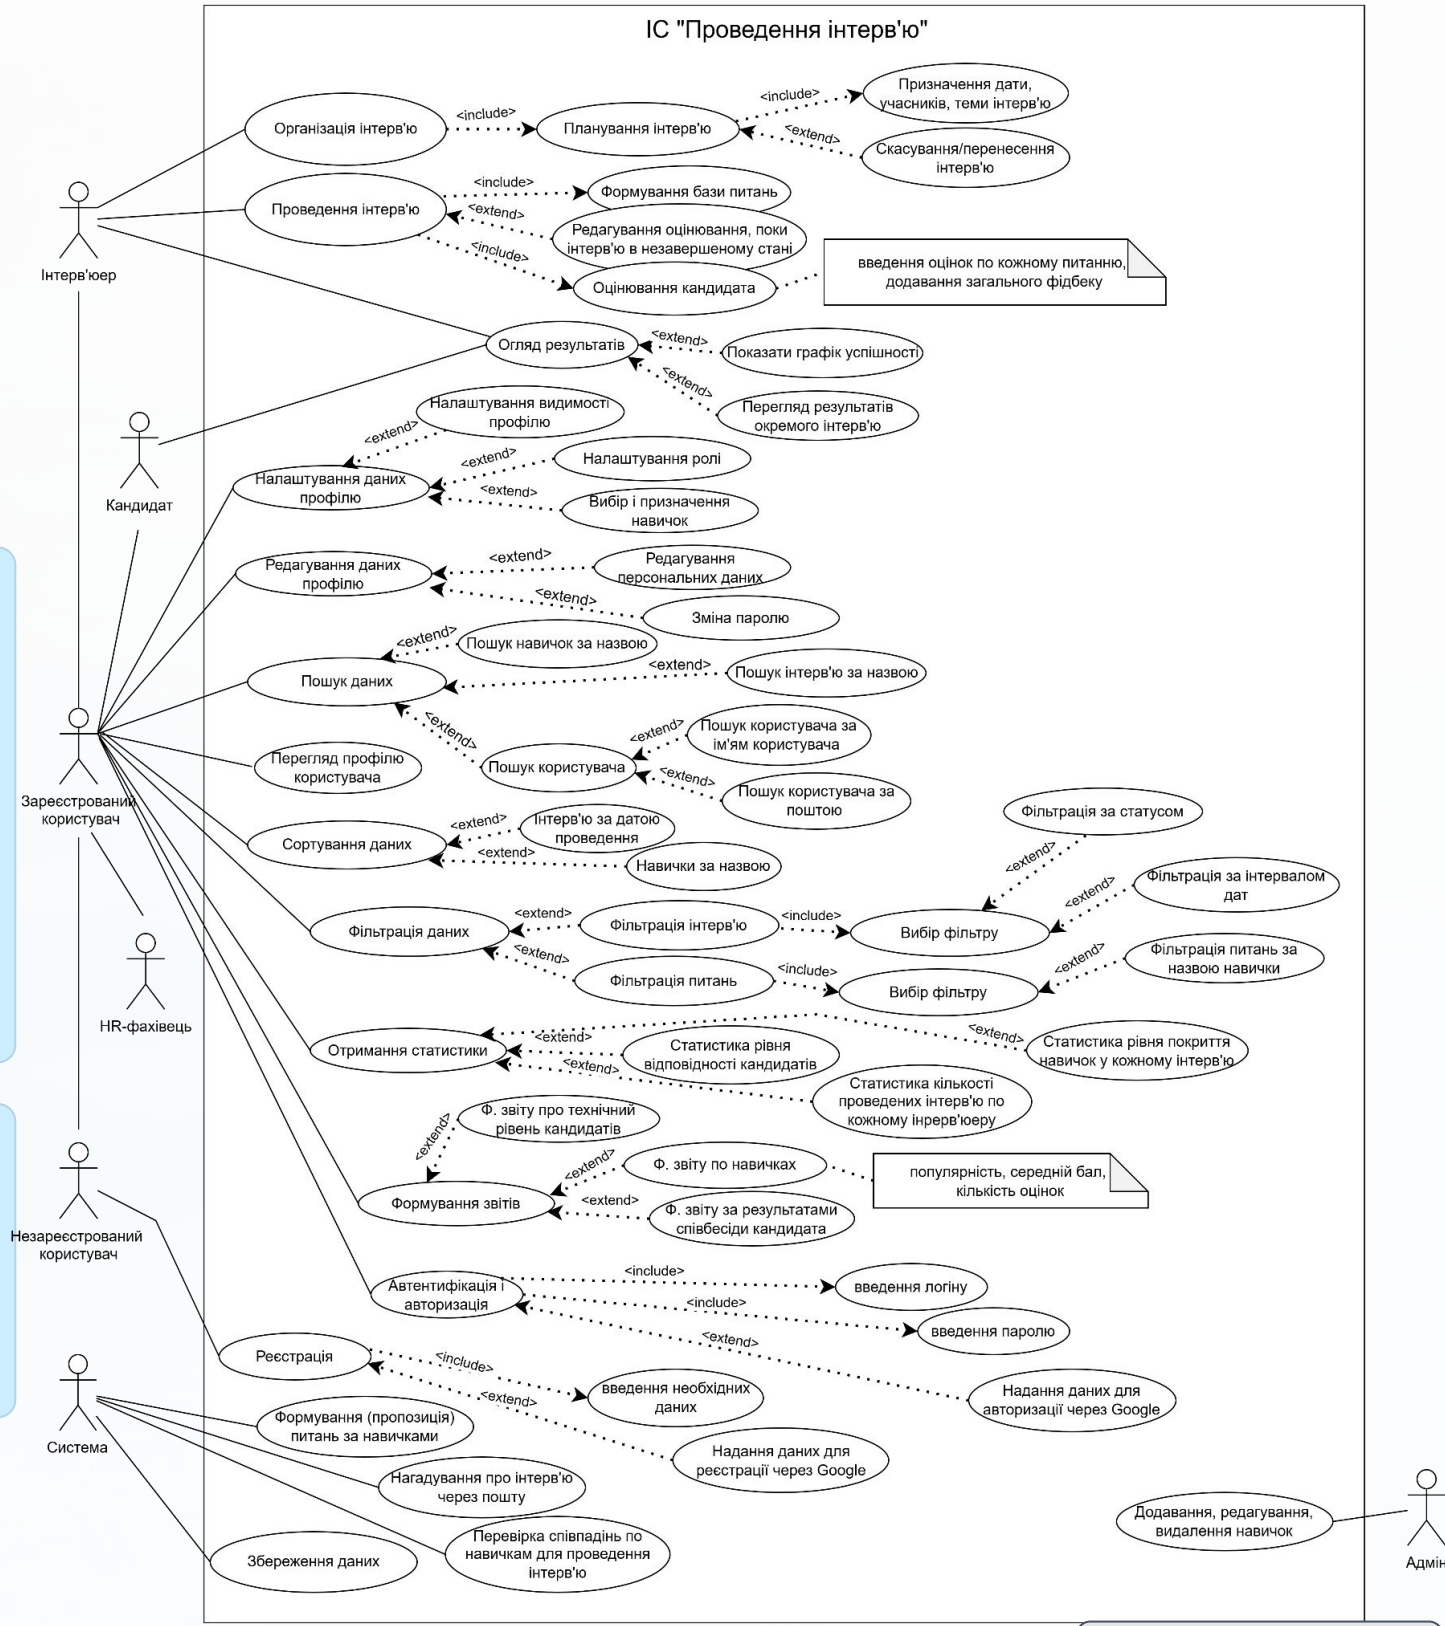 ІС "Проведення інтерв'ю"
Організація інтерв'ю
<include>
Планування інтерв'ю
<include>
Призначення дати,
учасників, теми інтерв'ю
<extend>
Скасування/перенесення
інтерв'ю
Інтерв'юер
Проведення інтерв'ю
<include>
Формування бази питань
<extend>
Редагування оцінювання, поки
інтерв'ю в незавершеному стані
<include>
Оцінювання кандидата
введення оцінок по кожному питанню,
додавання загального фідбеку
Огляд результатів
<extend>
Показати графік успішності
<extend>
Перегляд результатів
окремого інтерв'ю
Кандидат
Налаштування видимості
профілю
<extend>
Налаштування даних
профілю
<extend>
Налаштування ролі
<extend>
Вибір і призначення
навичок
Редагування даних
профілю
<extend>
Редагування
персональних даних
<extend>
Зміна паролю
<extend>
Пошук навичок за назвою
Пошук даних
<extend>
Пошук інтерв'ю за назвою
<extend>
Пошук користувача
<extend>
Пошук користувача за
ім'ям користувача
<extend>
Пошук користувача за
поштою
Перегляд профілю
користувача
Зареєстрований
користувач
Сортування даних
<extend>
Інтерв'ю за датою
проведення
<extend>
Навички за назвою
Фільтрація за статусом
<extend>
Фільтрація за інтервалом
дат
<extend>
Фільтрація даних
<extend>
Фільтрація інтерв'ю
<include>
Вибір фільтру
<extend>
Фільтрація питань
<include>
Вибір фільтру
<extend>
Фільтрація питань за
назвою навички
HR-фахівець
Отримання статистики
<extend>
Статистика рівня
відповідності кандидатів
<extend>
Статистика рівня покриття
навичок у кожному інтерв'ю
<extend>
Статистика кількості
проведених інтерв'ю по
кожному інрерв'юеру
Ф. звіту про технічний
рівень кандидатів
<extend>
Формування звітів
<extend>
Ф. звіту по навичках
популярність, середній бал,
кількість оцінок
<extend>
Ф. звіту за результатами
співбесіди кандидата
Незареєстрований
користувач
Автентифікація і
авторизація
<include>
введення логіну
<include>
введення паролю
<extend>
Надання даних для
авторизації через Google
Реєстрація
<include>
введення необхідних
даних
<extend>
Надання даних для
реєстрації через Google
Система
Формування (пропозиція)
питань за навичками
Нагадування про інтерв'ю
через пошту
Перевірка співпадінь по
навичкам для проведення
інтерв'ю
Збереження даних
Додавання, редагування,
видалення навичок
Адмін